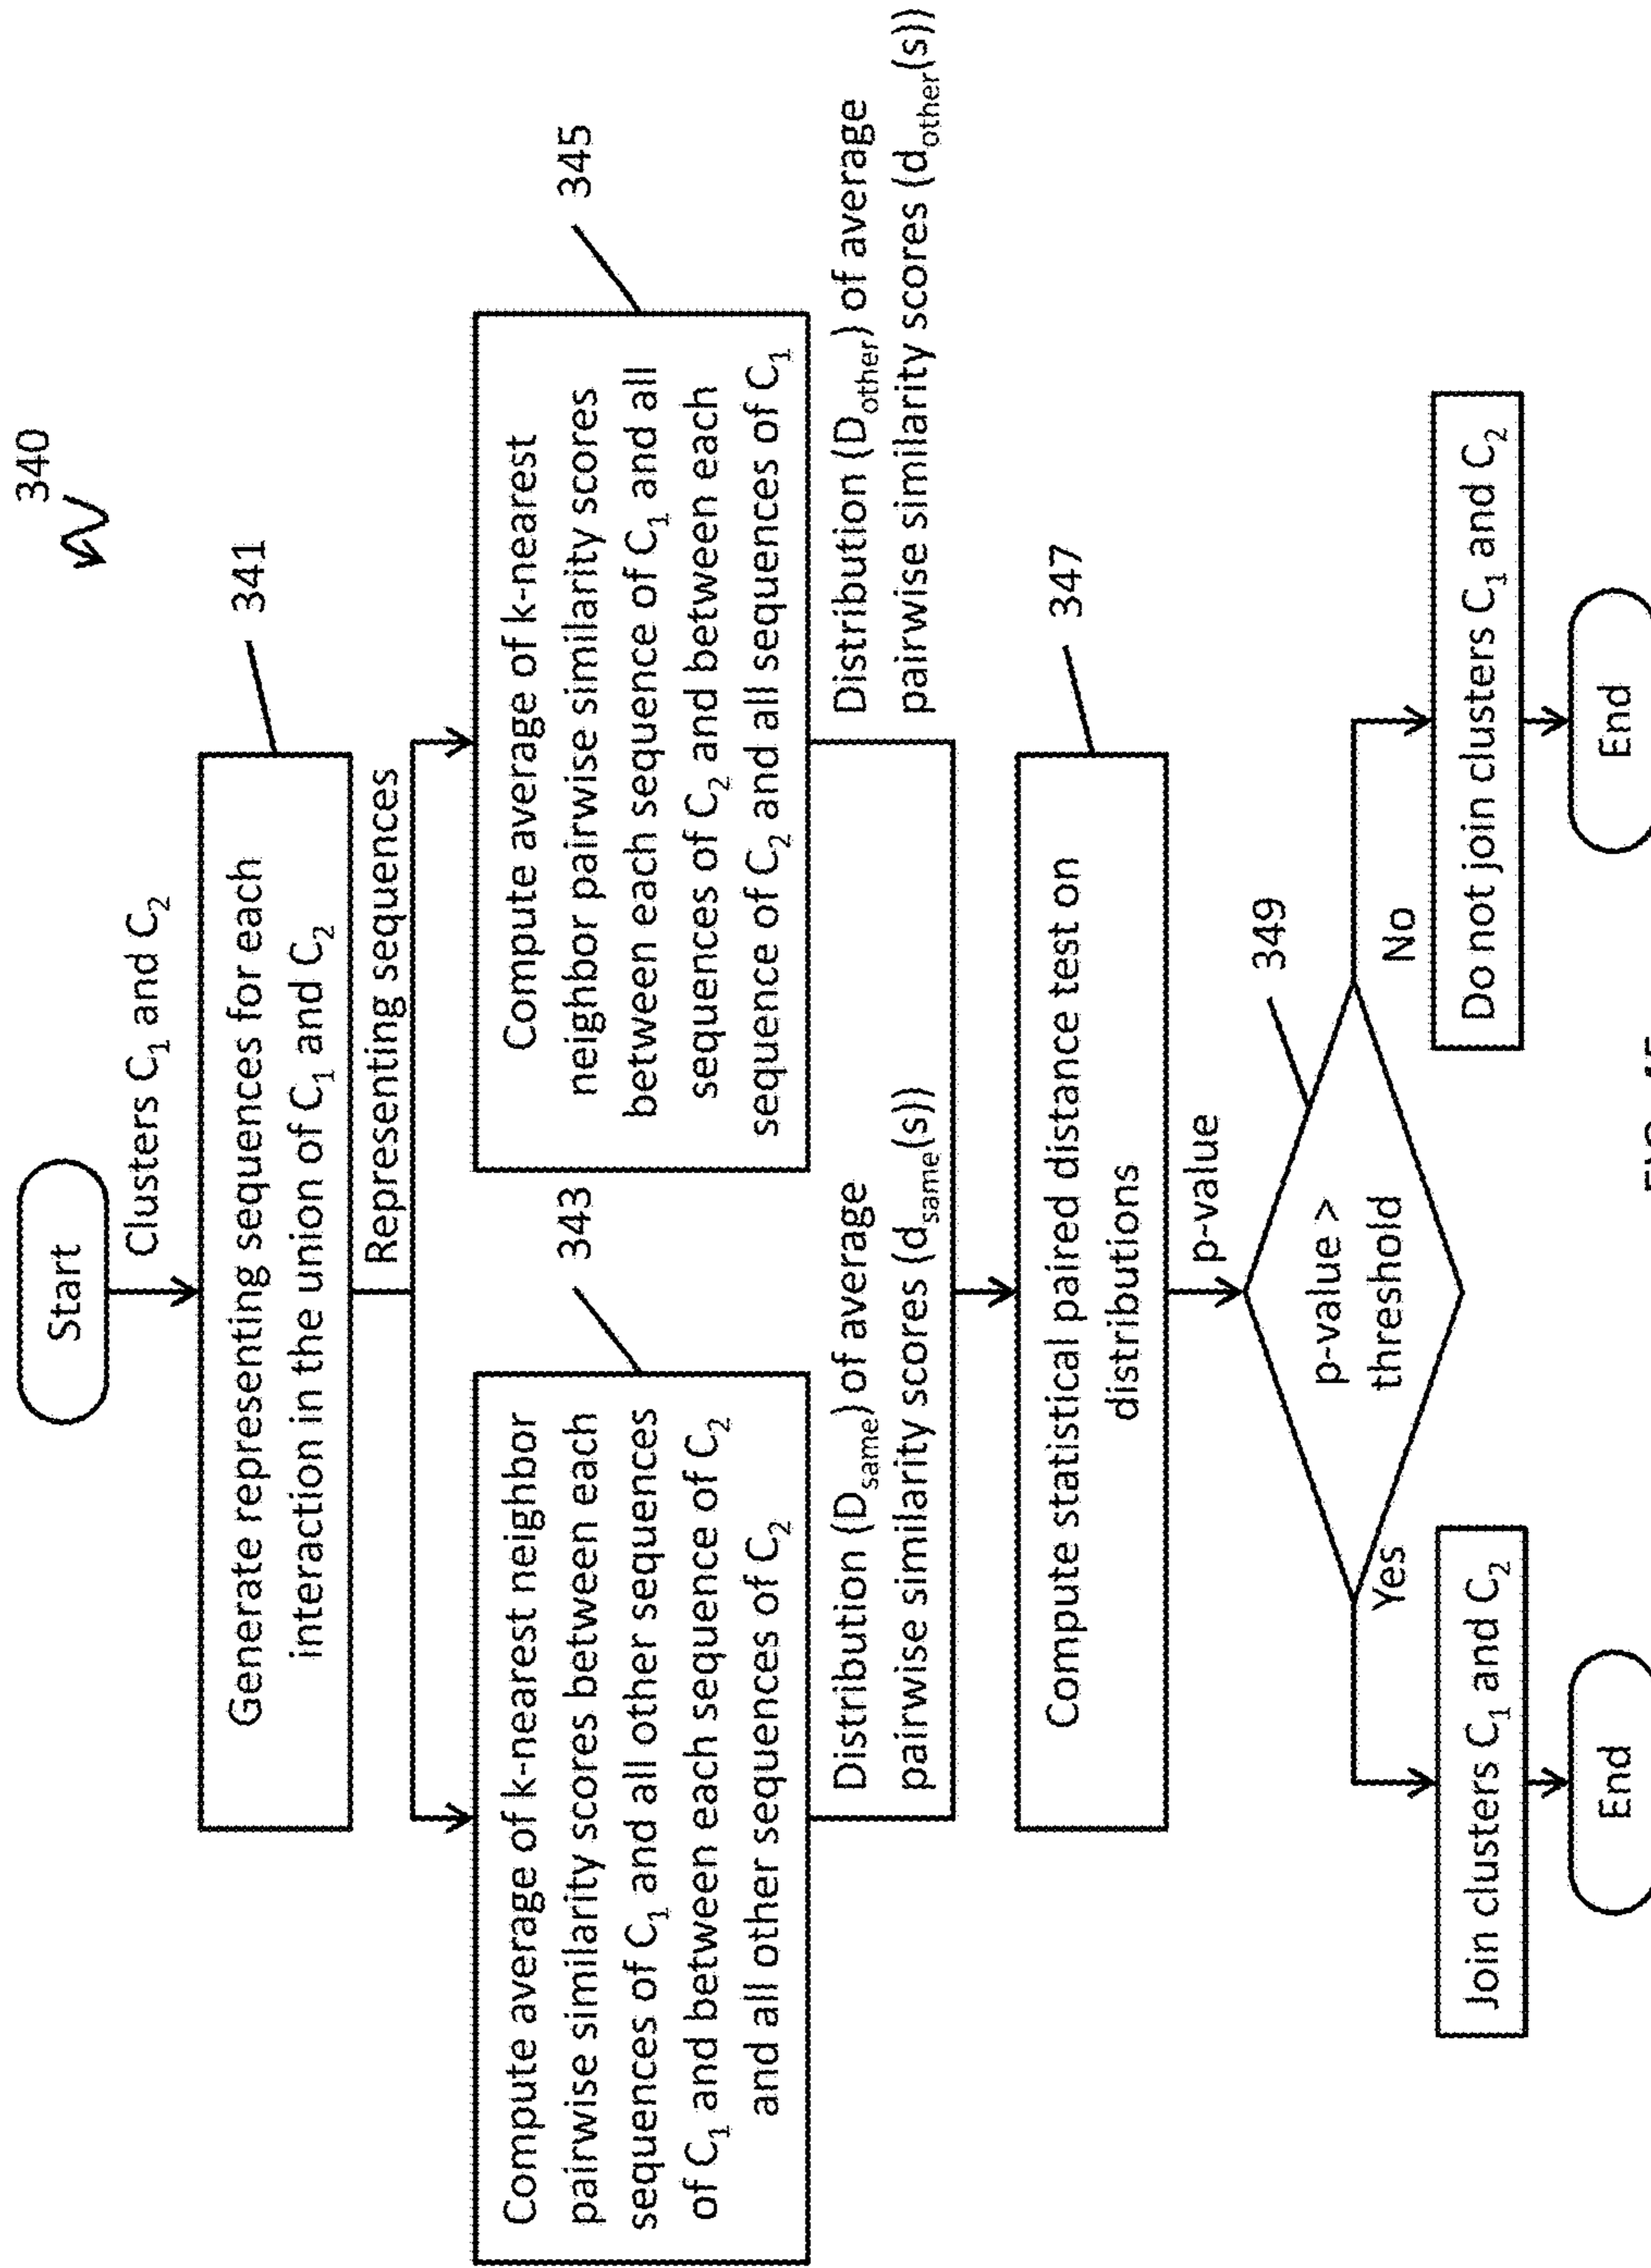 340
Start
Clusters C₁ and C₂
341
Generate representing sequences for each
interaction in the union of C₁ and C₂
Representing sequences
343
Compute average of k-nearest neighbor
pairwise similarity scores between each
sequences of C₁ and all other sequences
of C₁ and between each sequence of C₂
and all other sequences of C₂
345
Compute average of k-nearest
neighbor pairwise similarity scores
between each sequence of C₁ and all
sequences of C₂ and between each
sequence of C₂ and all sequences of C₁
Distribution (D_same) of average
pairwise similarity scores (d_same(s))
Distribution (D_other) of average
pairwise similarity scores (d_other(s))
347
Compute statistical paired distance test on
distributions
p-value
349
p-value >
threshold
Yes
No
Join clusters C₁ and C₂
Do not join clusters C₁ and C₂
End
End